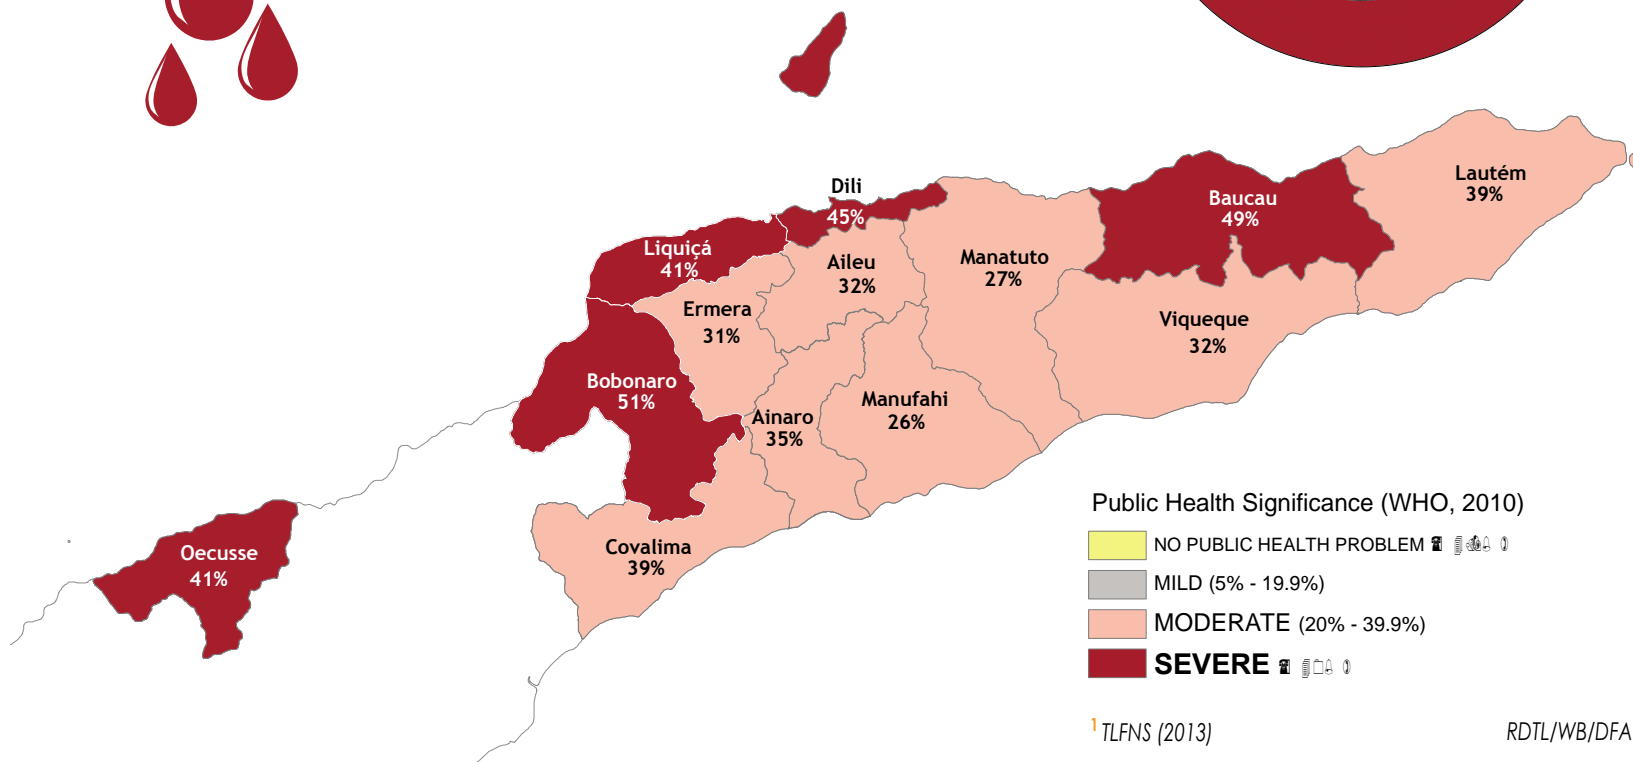 Dili
45%
Liquiçá
41%
Aileu
32%
Manatuto
27%
Baucau
49%
Lautém
39%
Ermera
31%
Viqueque
32%
Bobonaro
51%
Ainaro
35%
Manufahi
26%
Oecusse
41%
Covalima
39%
Public Health Significance (WHO, 2010)
NO PUBLIC HEALTH PROBLEM
MILD (5% - 19.9%)
MODERATE (20% - 39.9%)
SEVERE
1 TLFNS (2013)
RDTL/WB/DFA